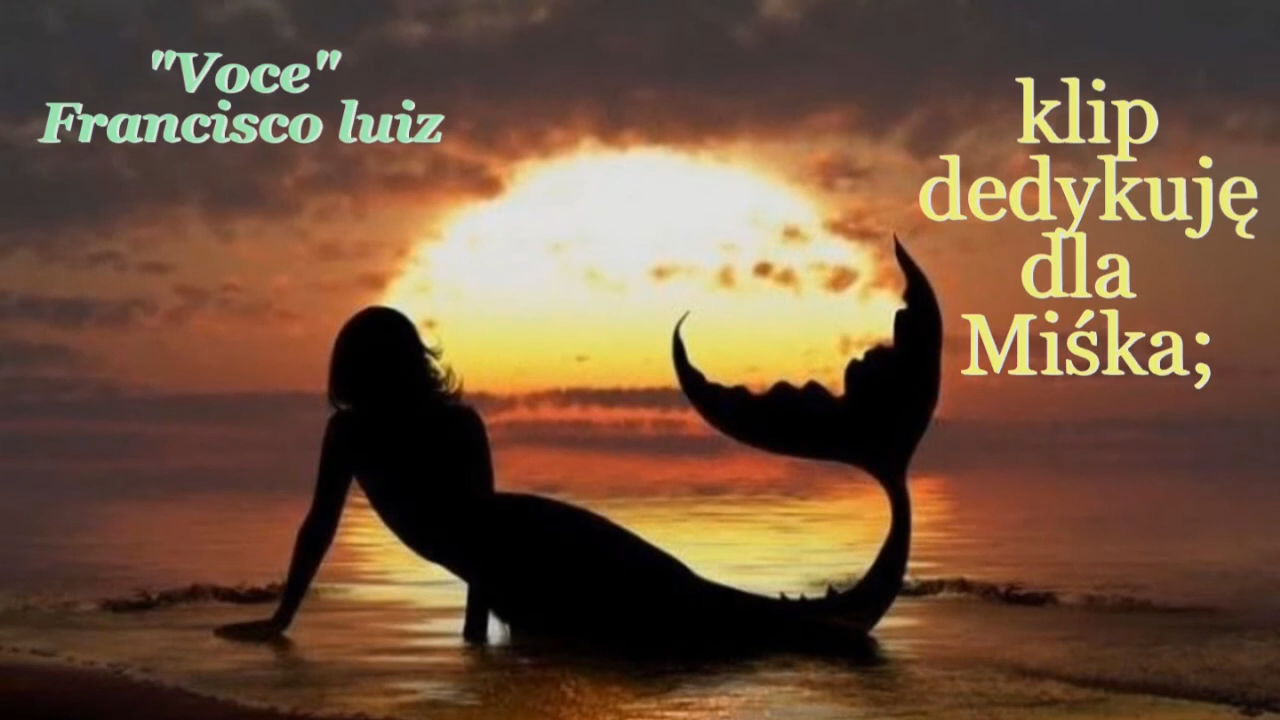 "Voce"
Francisco luiz
klip
dedykuję
dla
Miśka;